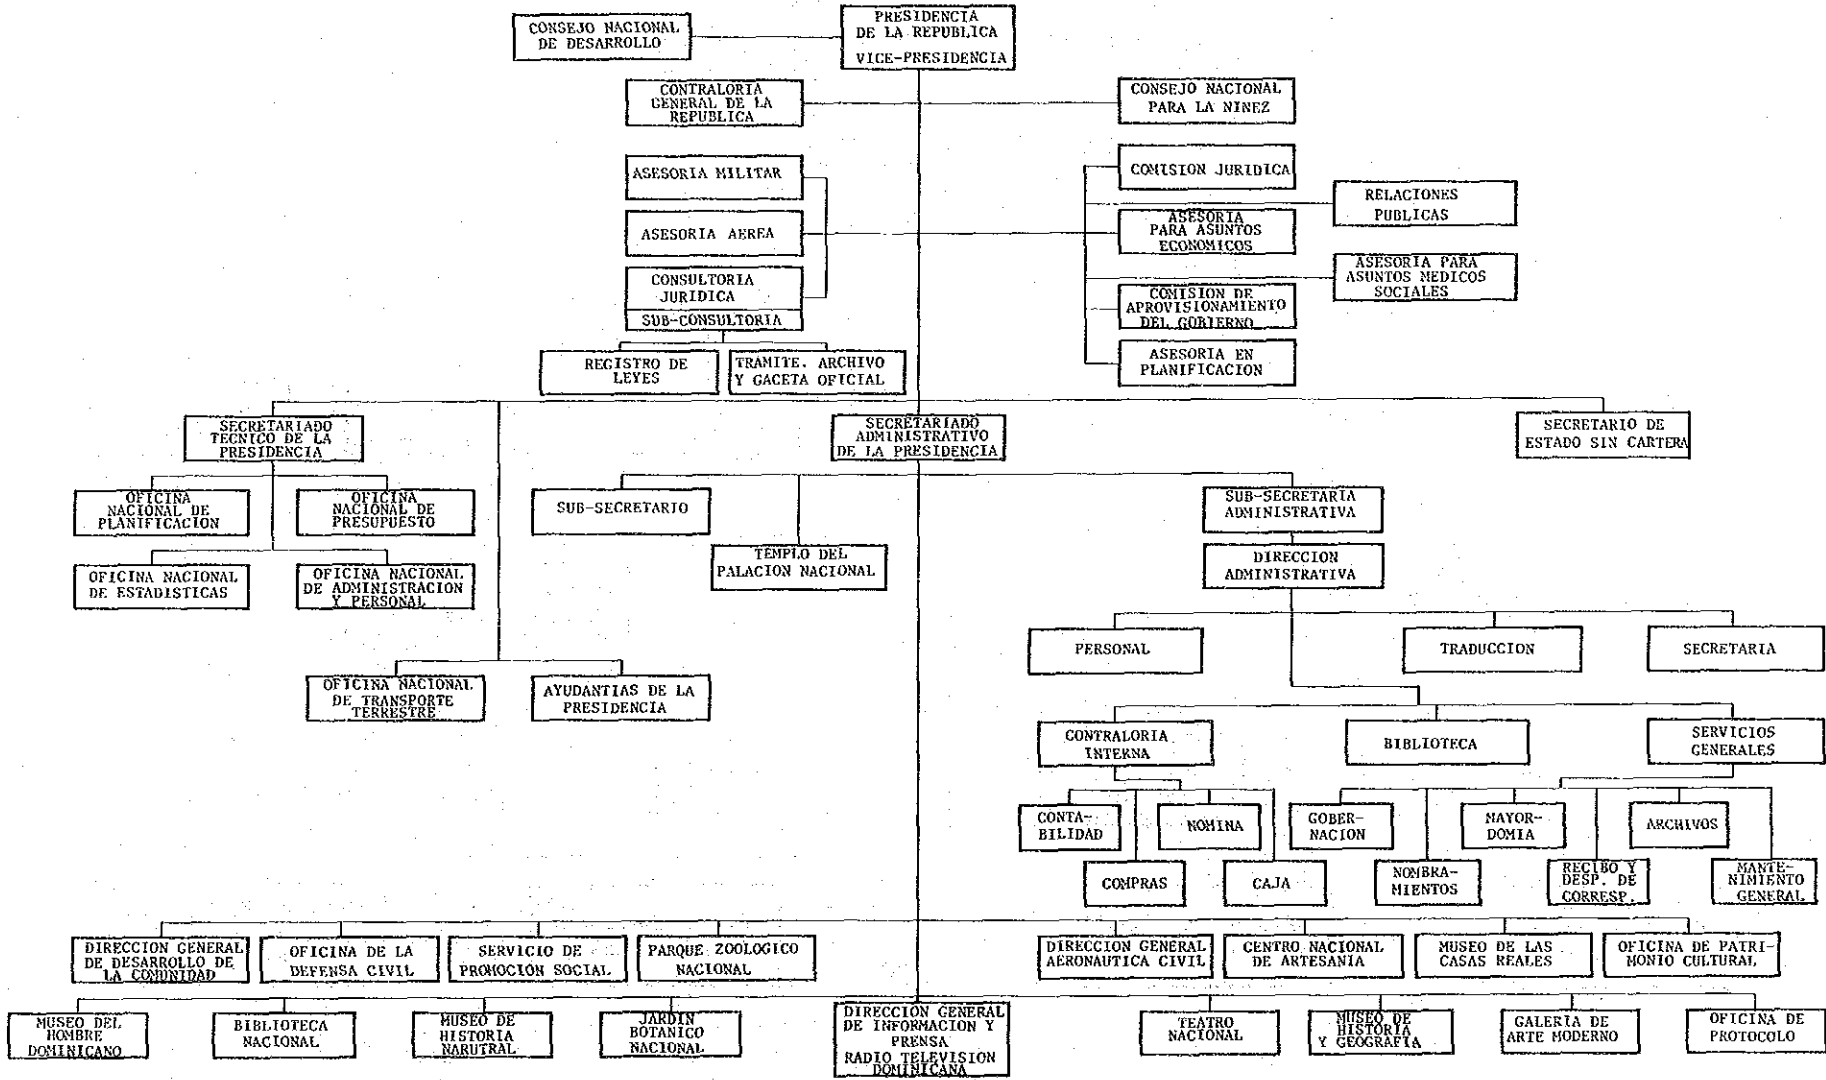 CONSEJO NACIONAL
DE DESARROLLO
PRESIDENCIA
DE LA REPUBLICA
VICE-PRESIDENCIA
CONTRALORIA
GENERAL DE LA
REPUBLICA
CONSEJO NACIONAL
PARA LA NINEZ
ASESORIA MILITAR
COMISION JURIDICA
RELACIONES
PUBLICAS
ASESORIA AEREA
ASESORIA
PARA ASUNTOS
ECONOMICOS
CONSULTORIA
JURIDICA
SUB-CONSULTORIA
ASESORIA PARA
ASUNTOS MEDICOS
SOCIALES
COMISION DE
APROVISIONAMIENTO
DEL GOBIERNO
REGISTRO DE
LEYES
TRAMITE. ARCHIVO
Y GACETA OFICIAL
ASESORIA EN
PLANIFICACION
SECRETARIADO
TECNICO DE LA
PRESIDENCIA
SECRETARIADO
ADMINISTRATIVO
DE LA PRESIDENCIA
SECRETARIO DE
ESTADO SIN CARTERA
OFICINA
NACIONAL DE
PLANIFICACION
OFICINA
NACIONAL DE
PRESUPUESTO
SUB-SECRETARIO
SUB-SECRETARIA
ADMINISTRATIVA
OFICINA NACIONAL
DE ESTADISTICAS
OFICINA NACIONAL
DE ADMINISTRACION
Y PERSONAL
TEMPLO DEL
PALACION NACIONAL
DIRECCION
ADMINISTRATIVA
PERSONAL
TRADUCCION
SECRETARIA
OFICINA NACIONAL
DE TRANSPORTE
TERRESTRE
AYUDANTIAS DE LA
PRESIDENCIA
CONTRALORIA
INTERNA
BIBLIOTECA
SERVICIOS
GENERALES
CONTA-
BILIDAD
NOMINA
GOBER-
NACION
MAYOR-
DOMIA
ARCHIVOS
COMPRAS
CAJA
NOMBRA-
MIENTOS
RECIBO Y
DESP. DE
CORRESP.
MANTE-
NIMIENTO
GENERAL
DIRECCION GENERAL
DE DESARROLLO DE
LA COMUNIDAD
OFICINA DE LA
DEFENSA CIVIL
SERVICIO DE
PROMOCIÓN SOCIAL
PARQUE ZOOLOGICO
NACIONAL
DIRECCION GENERAL
AERONAUTICA CIVIL
CENTRO NACIONAL
DE ARTESANIA
MUSEO DE LAS
CASAS REALES
OFICINA DE PATRI-
MONIO CULTURAL
MUSEO DEL
HOMBRE
DOMINICANO
BIBLIOTECA
NACIONAL
MUSEO DE
HISTORIA
NARUTRAL
JARDIN
BOTANICO
NACIONAL
DIRECCION GENERAL
DE INFORMACION Y
PRENSA
RADIO TELEVISION
DOMINICANA
TEATRO
NACIONAL
MUSEO DE
HISTORIA
Y GEOGRAFIA
GALERIA DE
ARTE MODERNO
OFICINA DE
PROTOCOLO